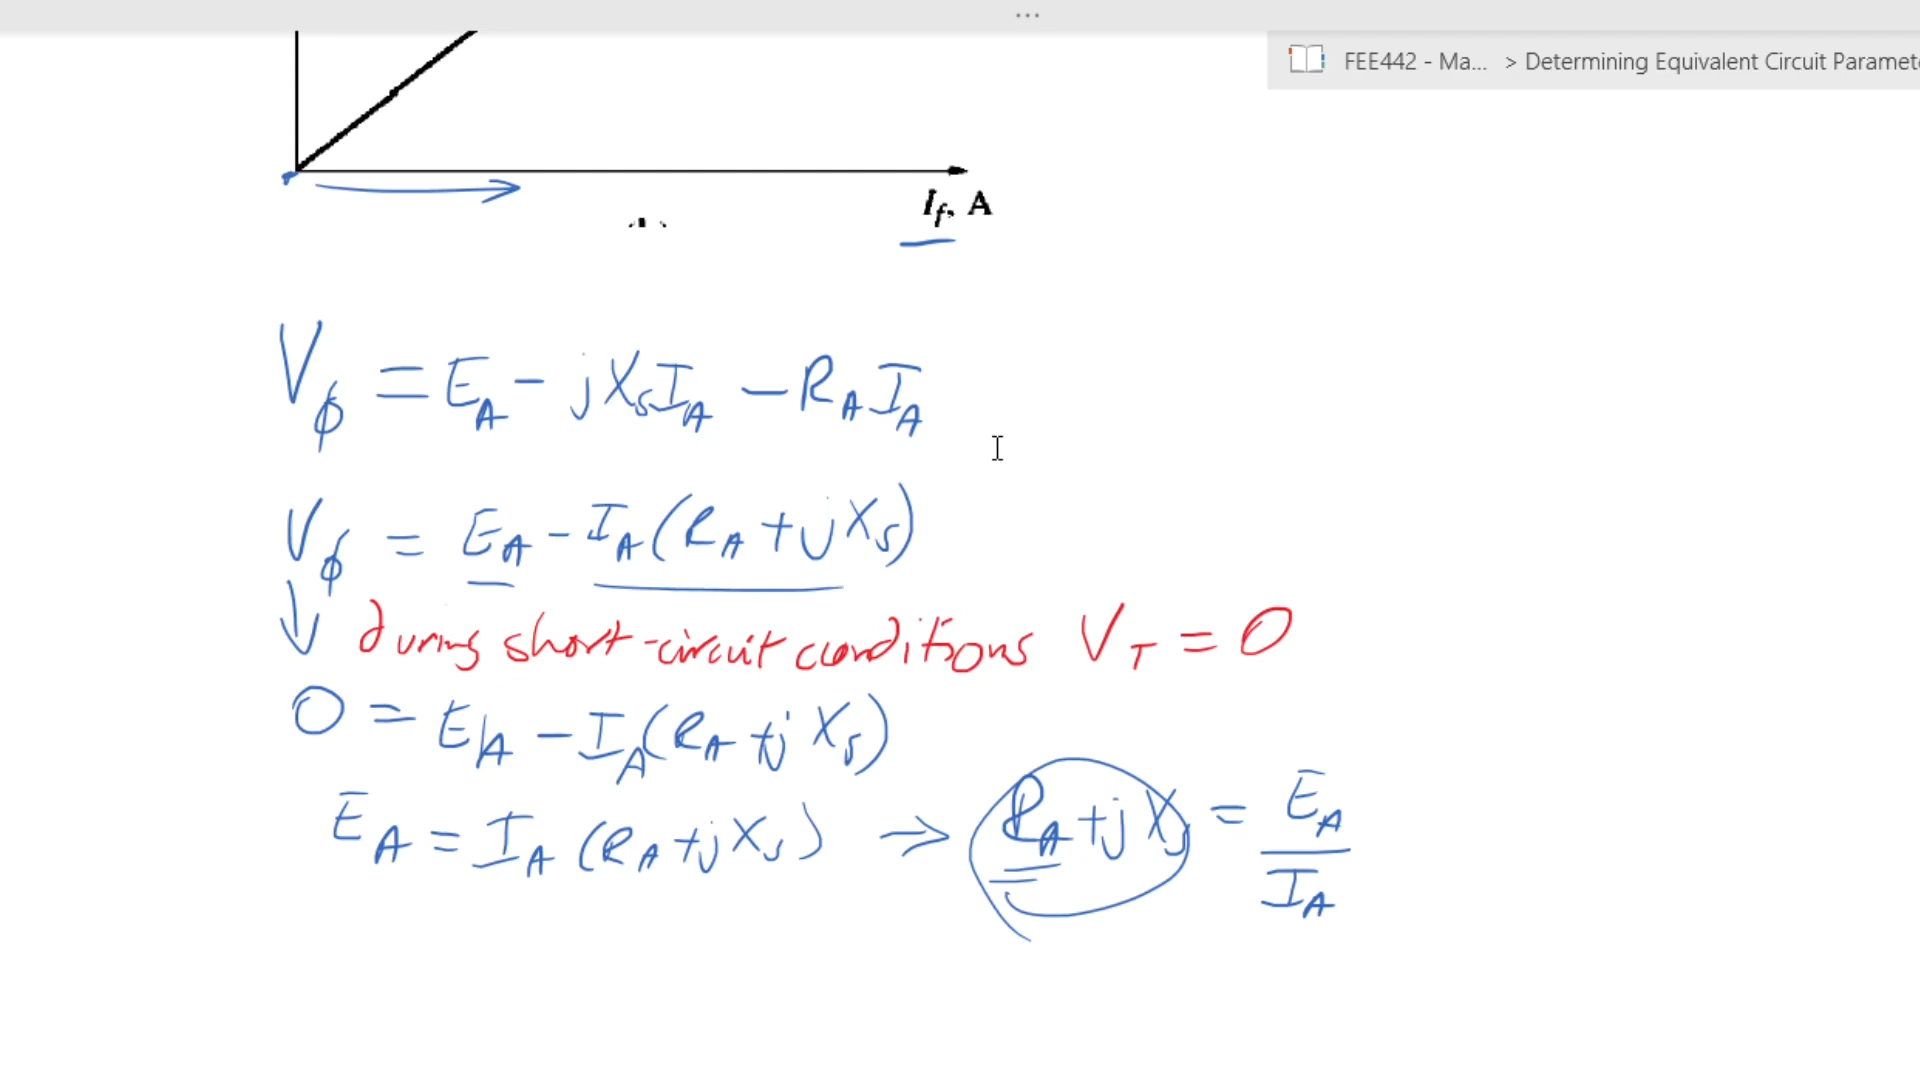 ...
FEE442 - Ma... > Determining Equivalent Circuit Paramet
I_f, A
V_ϕ = E_A - jX_S I_A - R_A I_A
V_ϕ = E_A - I_A (R_A + jX_S)
during short-circuit conditions V_T = 0
0 = E_A - I_A (R_A + jX_S)
E_A = I_A (R_A + jX_S) → R_A + jX_S = E_A / I_A